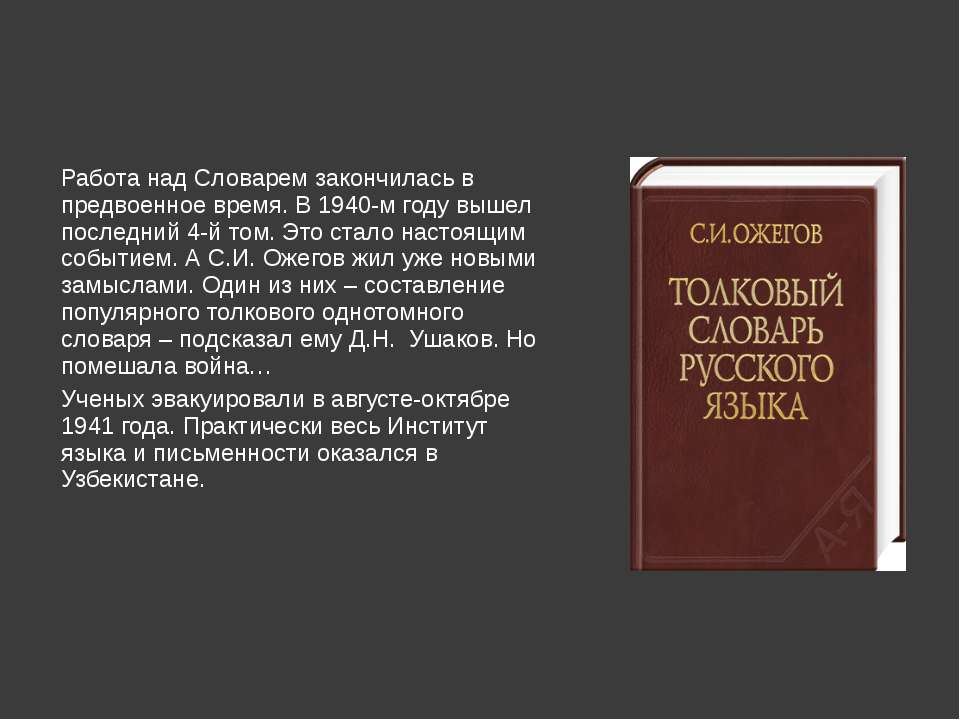 Работа над Словарем закончилась в
предвоенное время. В 1940-м году вышел
последний 4-й том. Это стало настоящим
событием. А С.И. Ожегов жил уже новыми
замыслами. Один из них – составление
популярного толкового однотомного
словаря – подсказал ему Д.Н.  Ушаков. Но
помешала война…
Ученых эвакуировали в августе-октябре
1941 года. Практически весь Институт
языка и письменности оказался в
Узбекистане.
С.И.ОЖЕГОВ
ТОЛКОВЫЙ
СЛОВАРЬ
РУССКОГО
ЯЗЫКА
А-Я